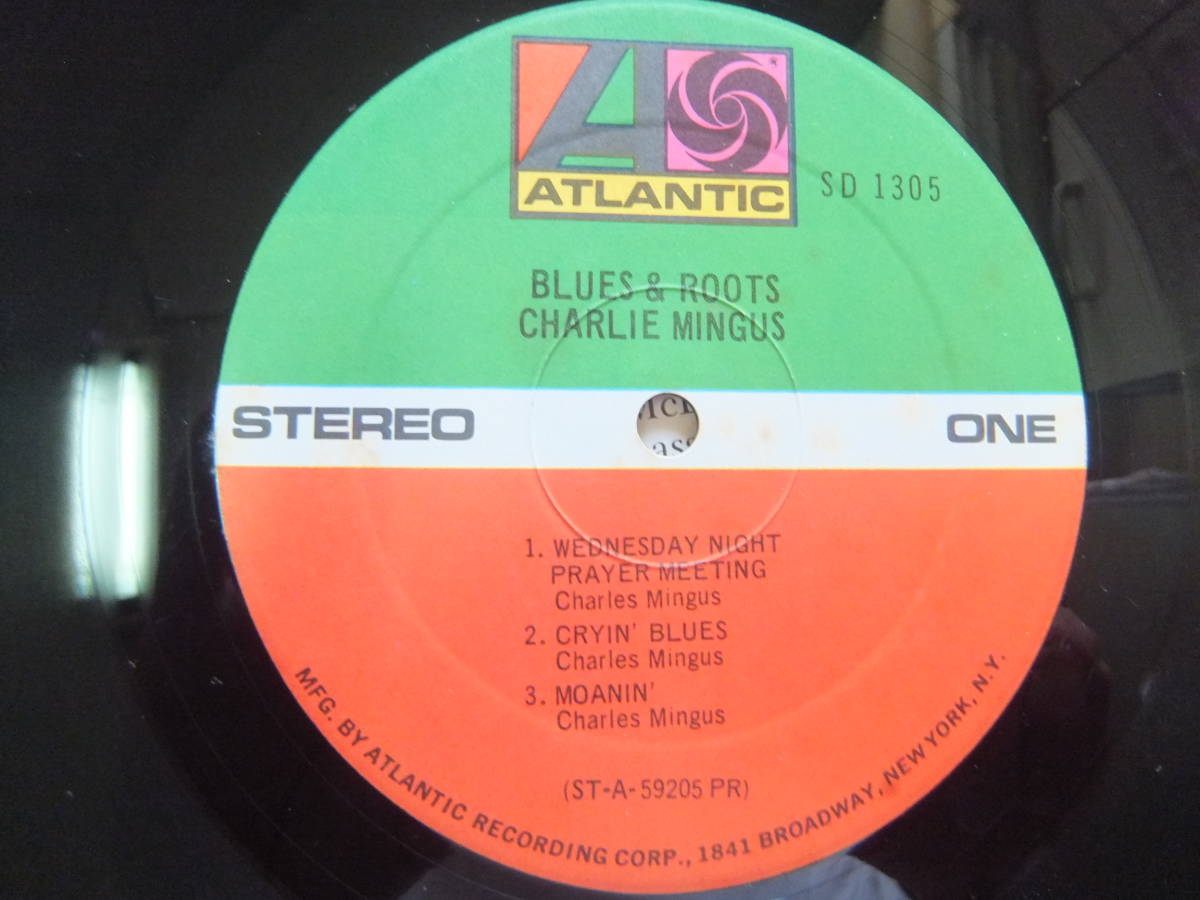 ATLANTIC
SD 1305
BLUES & ROOTS
CHARLIE MINGUS
STEREO
ONE
1. WEDNESDAY NIGHT
PRAYER MEETING
Charles Mingus
2. CRYIN' BLUES
Charles Mingus
3. MOANIN'
Charles Mingus
(ST-A-59205 PR)
MFG. BY ATLANTIC RECORDING CORP., 1841 BROADWAY, NEW YORK, N.Y.